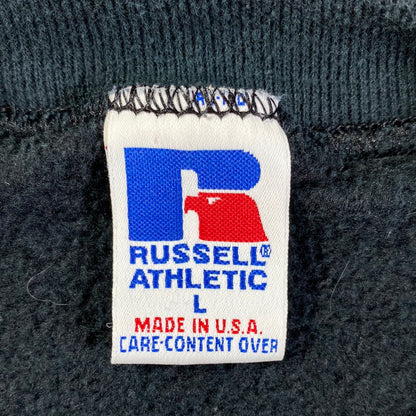 RUSSELL®
ATHLETIC
L
MADE IN U.S.A.
CARE-CONTENT OVER